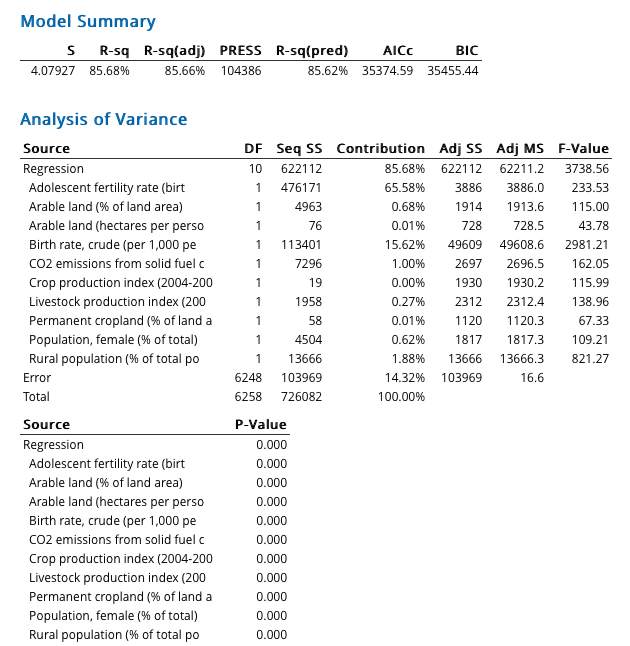 Model Summary
S R-sq R-sq(adj) PRESS R-sq(pred) AICc BIC
4.07927 85.68% 85.66% 104386 85.62% 35374.59 35455.44
Analysis of Variance
Source DF Seq SS Contribution Adj SS Adj MS F-Value
Regression 10 622112 85.68% 622112 62211.2 3738.56
Adolescent fertility rate (birt 1 476171 65.58% 3886 3886.0 233.53
Arable land (% of land area) 1 4963 0.68% 1914 1913.6 115.00
Arable land (hectares per perso 1 76 0.01% 728 728.5 43.78
Birth rate, crude (per 1,000 pe 1 113401 15.62% 49609 49608.6 2981.21
CO2 emissions from solid fuel c 1 7296 1.00% 2697 2696.5 162.05
Crop production index (2004-200 1 19 0.00% 1930 1930.2 115.99
Livestock production index (200 1 1958 0.27% 2312 2312.4 138.96
Permanent cropland (% of land a 1 58 0.01% 1120 1120.3 67.33
Population, female (% of total) 1 4504 0.62% 1817 1817.3 109.21
Rural population (% of total po 1 13666 1.88% 13666 13666.3 821.27
Error 6248 103969 14.32% 103969 16.6
Total 6258 726082 100.00%
Source P-Value
Regression 0.000
Adolescent fertility rate (birt 0.000
Arable land (% of land area) 0.000
Arable land (hectares per perso 0.000
Birth rate, crude (per 1,000 pe 0.000
CO2 emissions from solid fuel c 0.000
Crop production index (2004-200 0.000
Livestock production index (200 0.000
Permanent cropland (% of land a 0.000
Population, female (% of total) 0.000
Rural population (% of total po 0.000